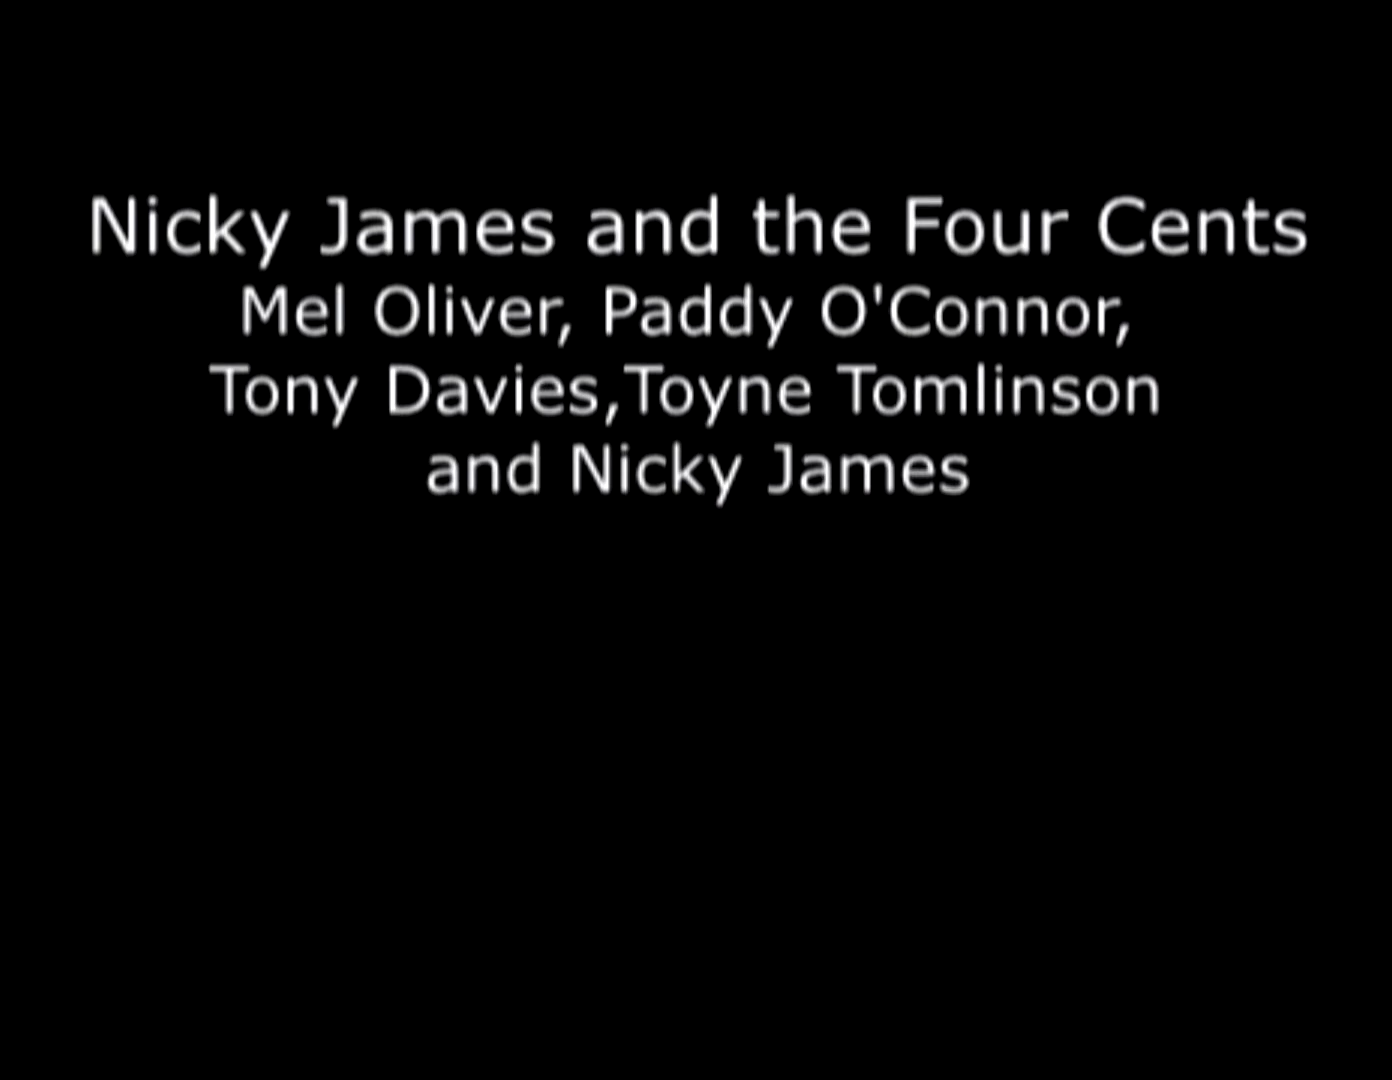 Nicky James and the Four Cents
Mel Oliver, Paddy O'Connor,
Tony Davies,Toyne Tomlinson
and Nicky James